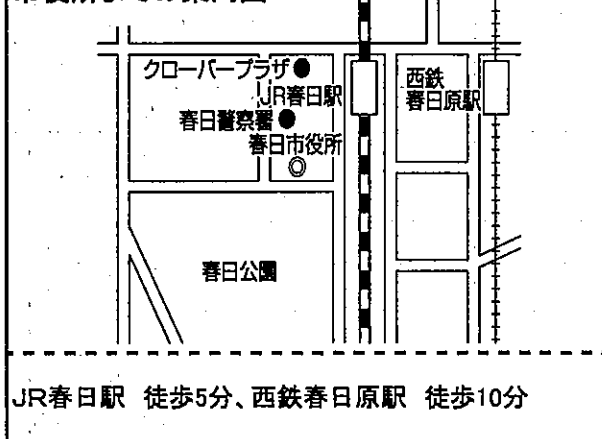 クローバープラザ
JR春日駅
西鉄
春日原駅
春日警察署
春日市役所
春日公園
JR春日駅 徒歩5分、西鉄春日原駅 徒歩10分